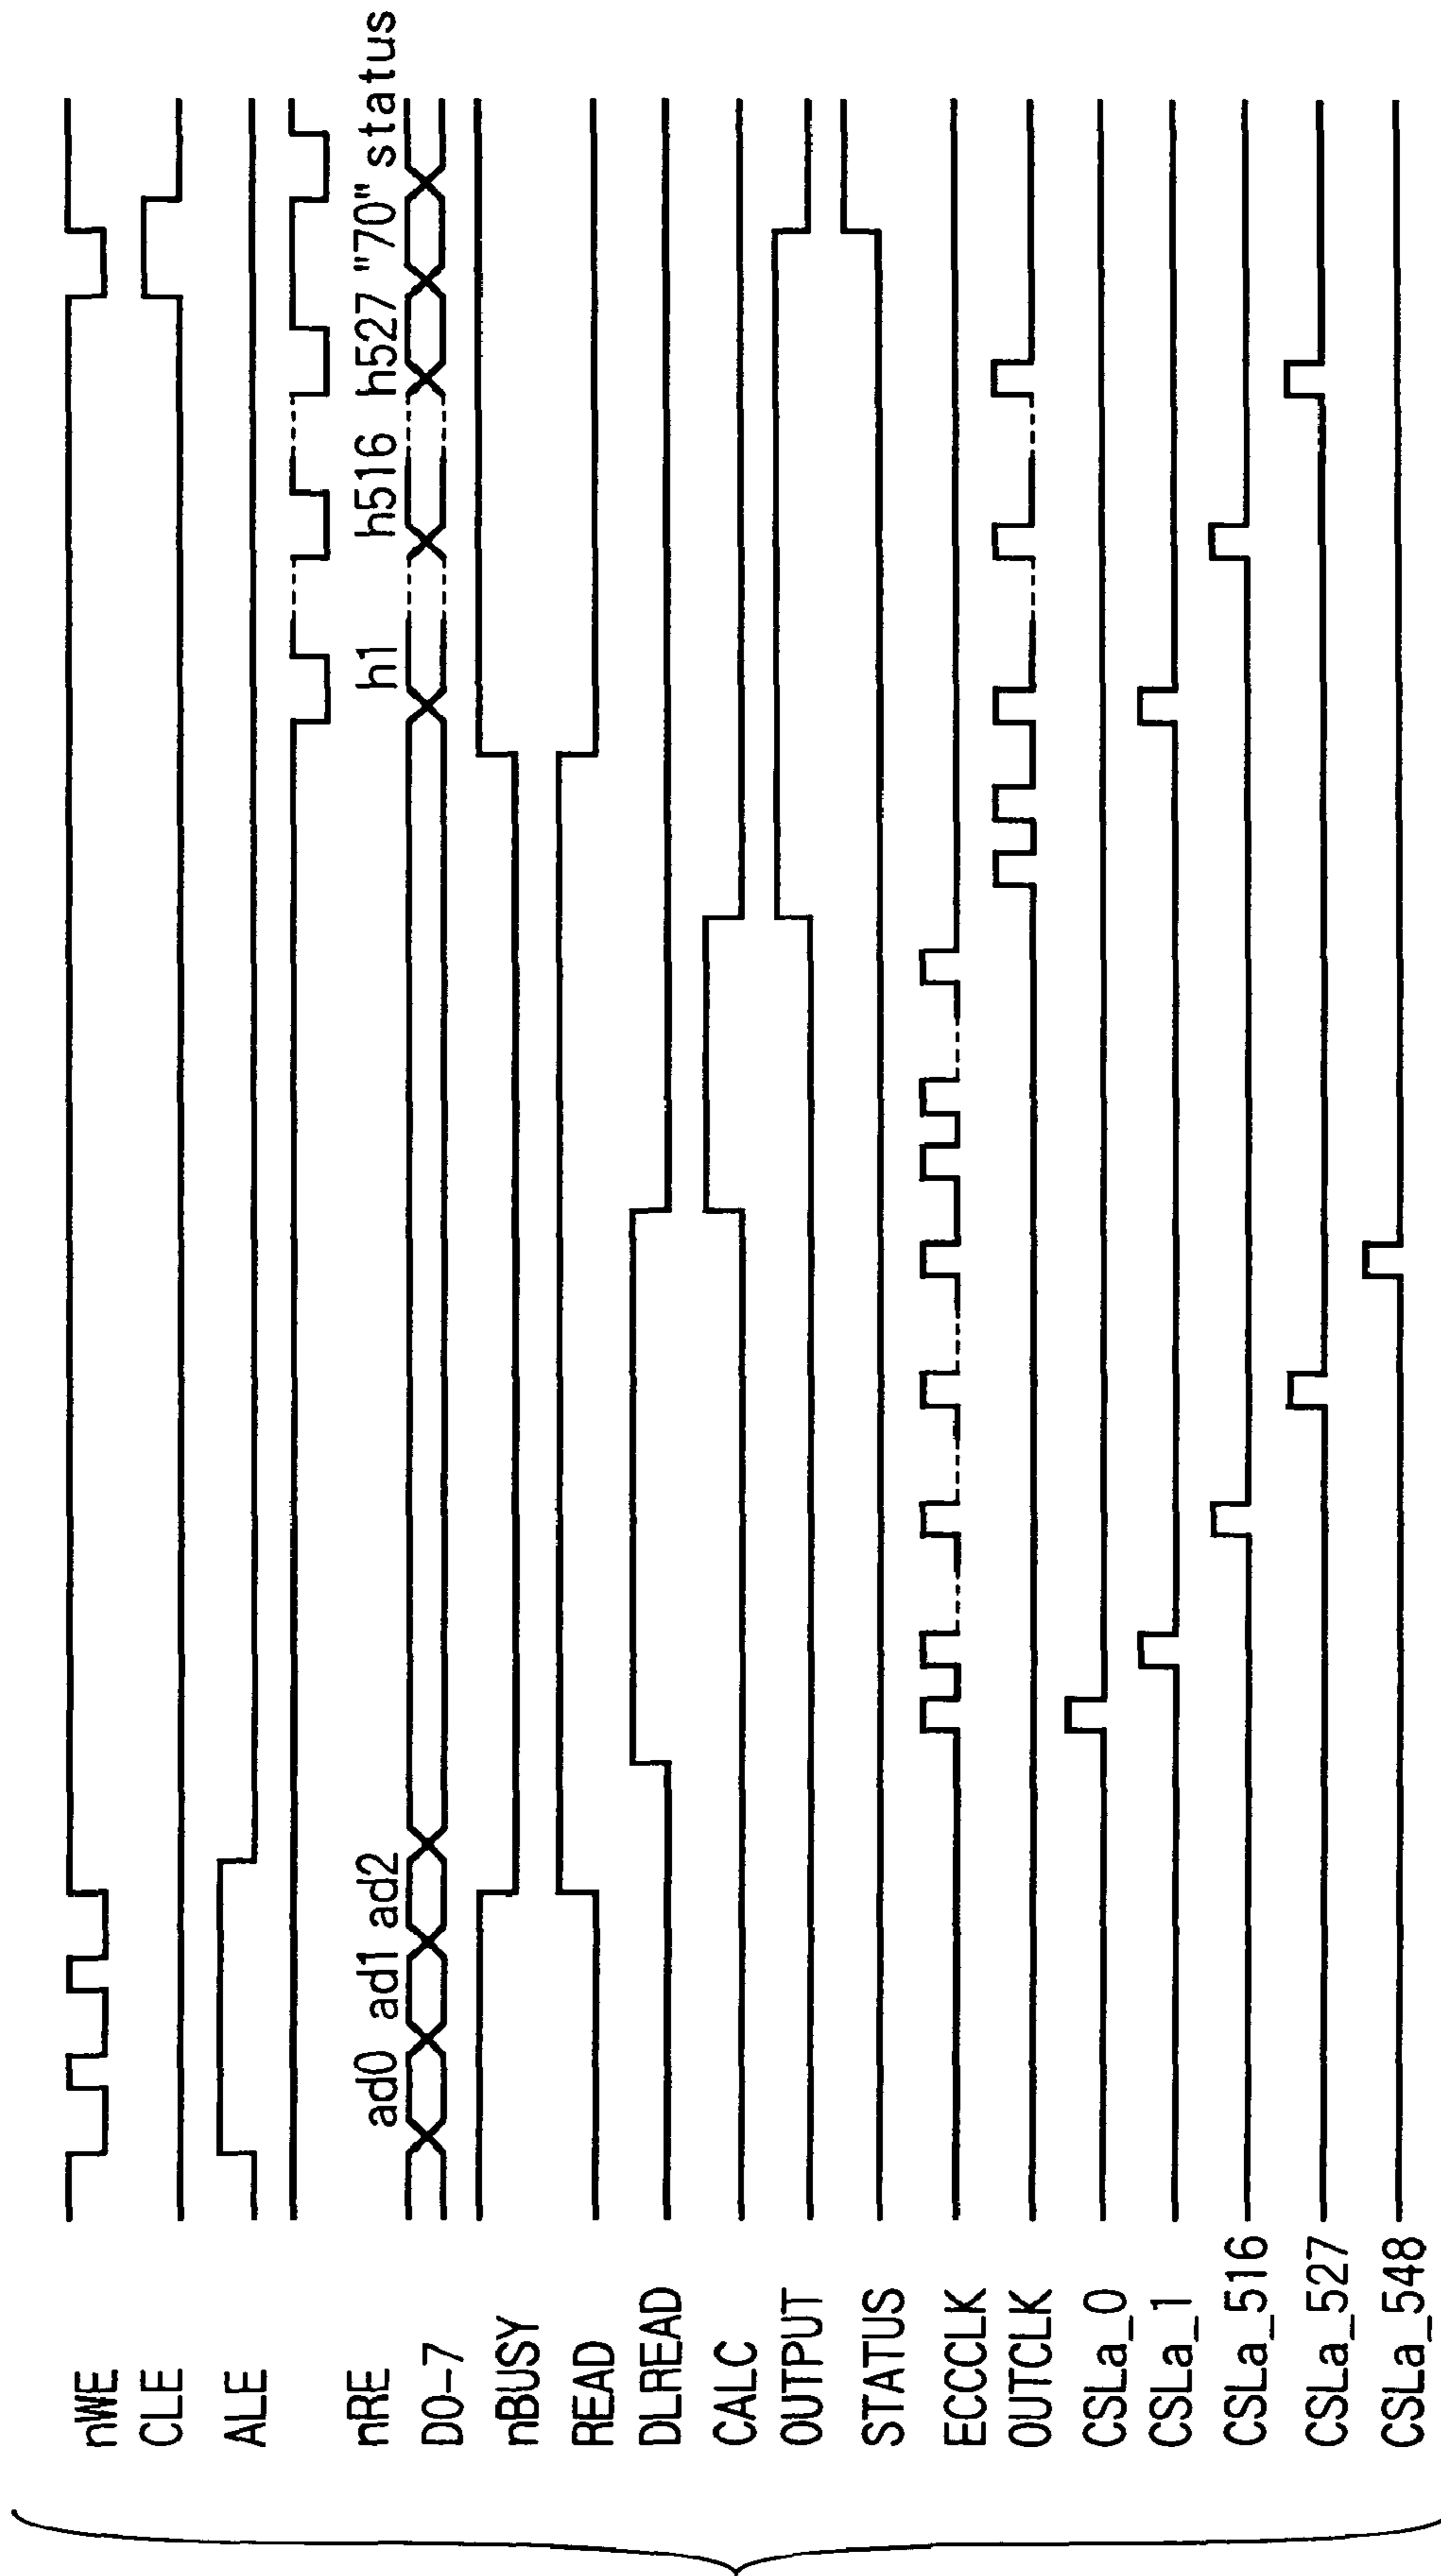 nWE
CLE
ALE
nRE
ad0 ad1 ad2 h1 h516 h527 "70" status
D0-7
nBUSY
READ
DLREAD
CALC
OUTPUT
STATUS
ECCCLK
OUTCLK
CSLa_0
CSLa_1
CSLa_516
CSLa_527
CSLa_548